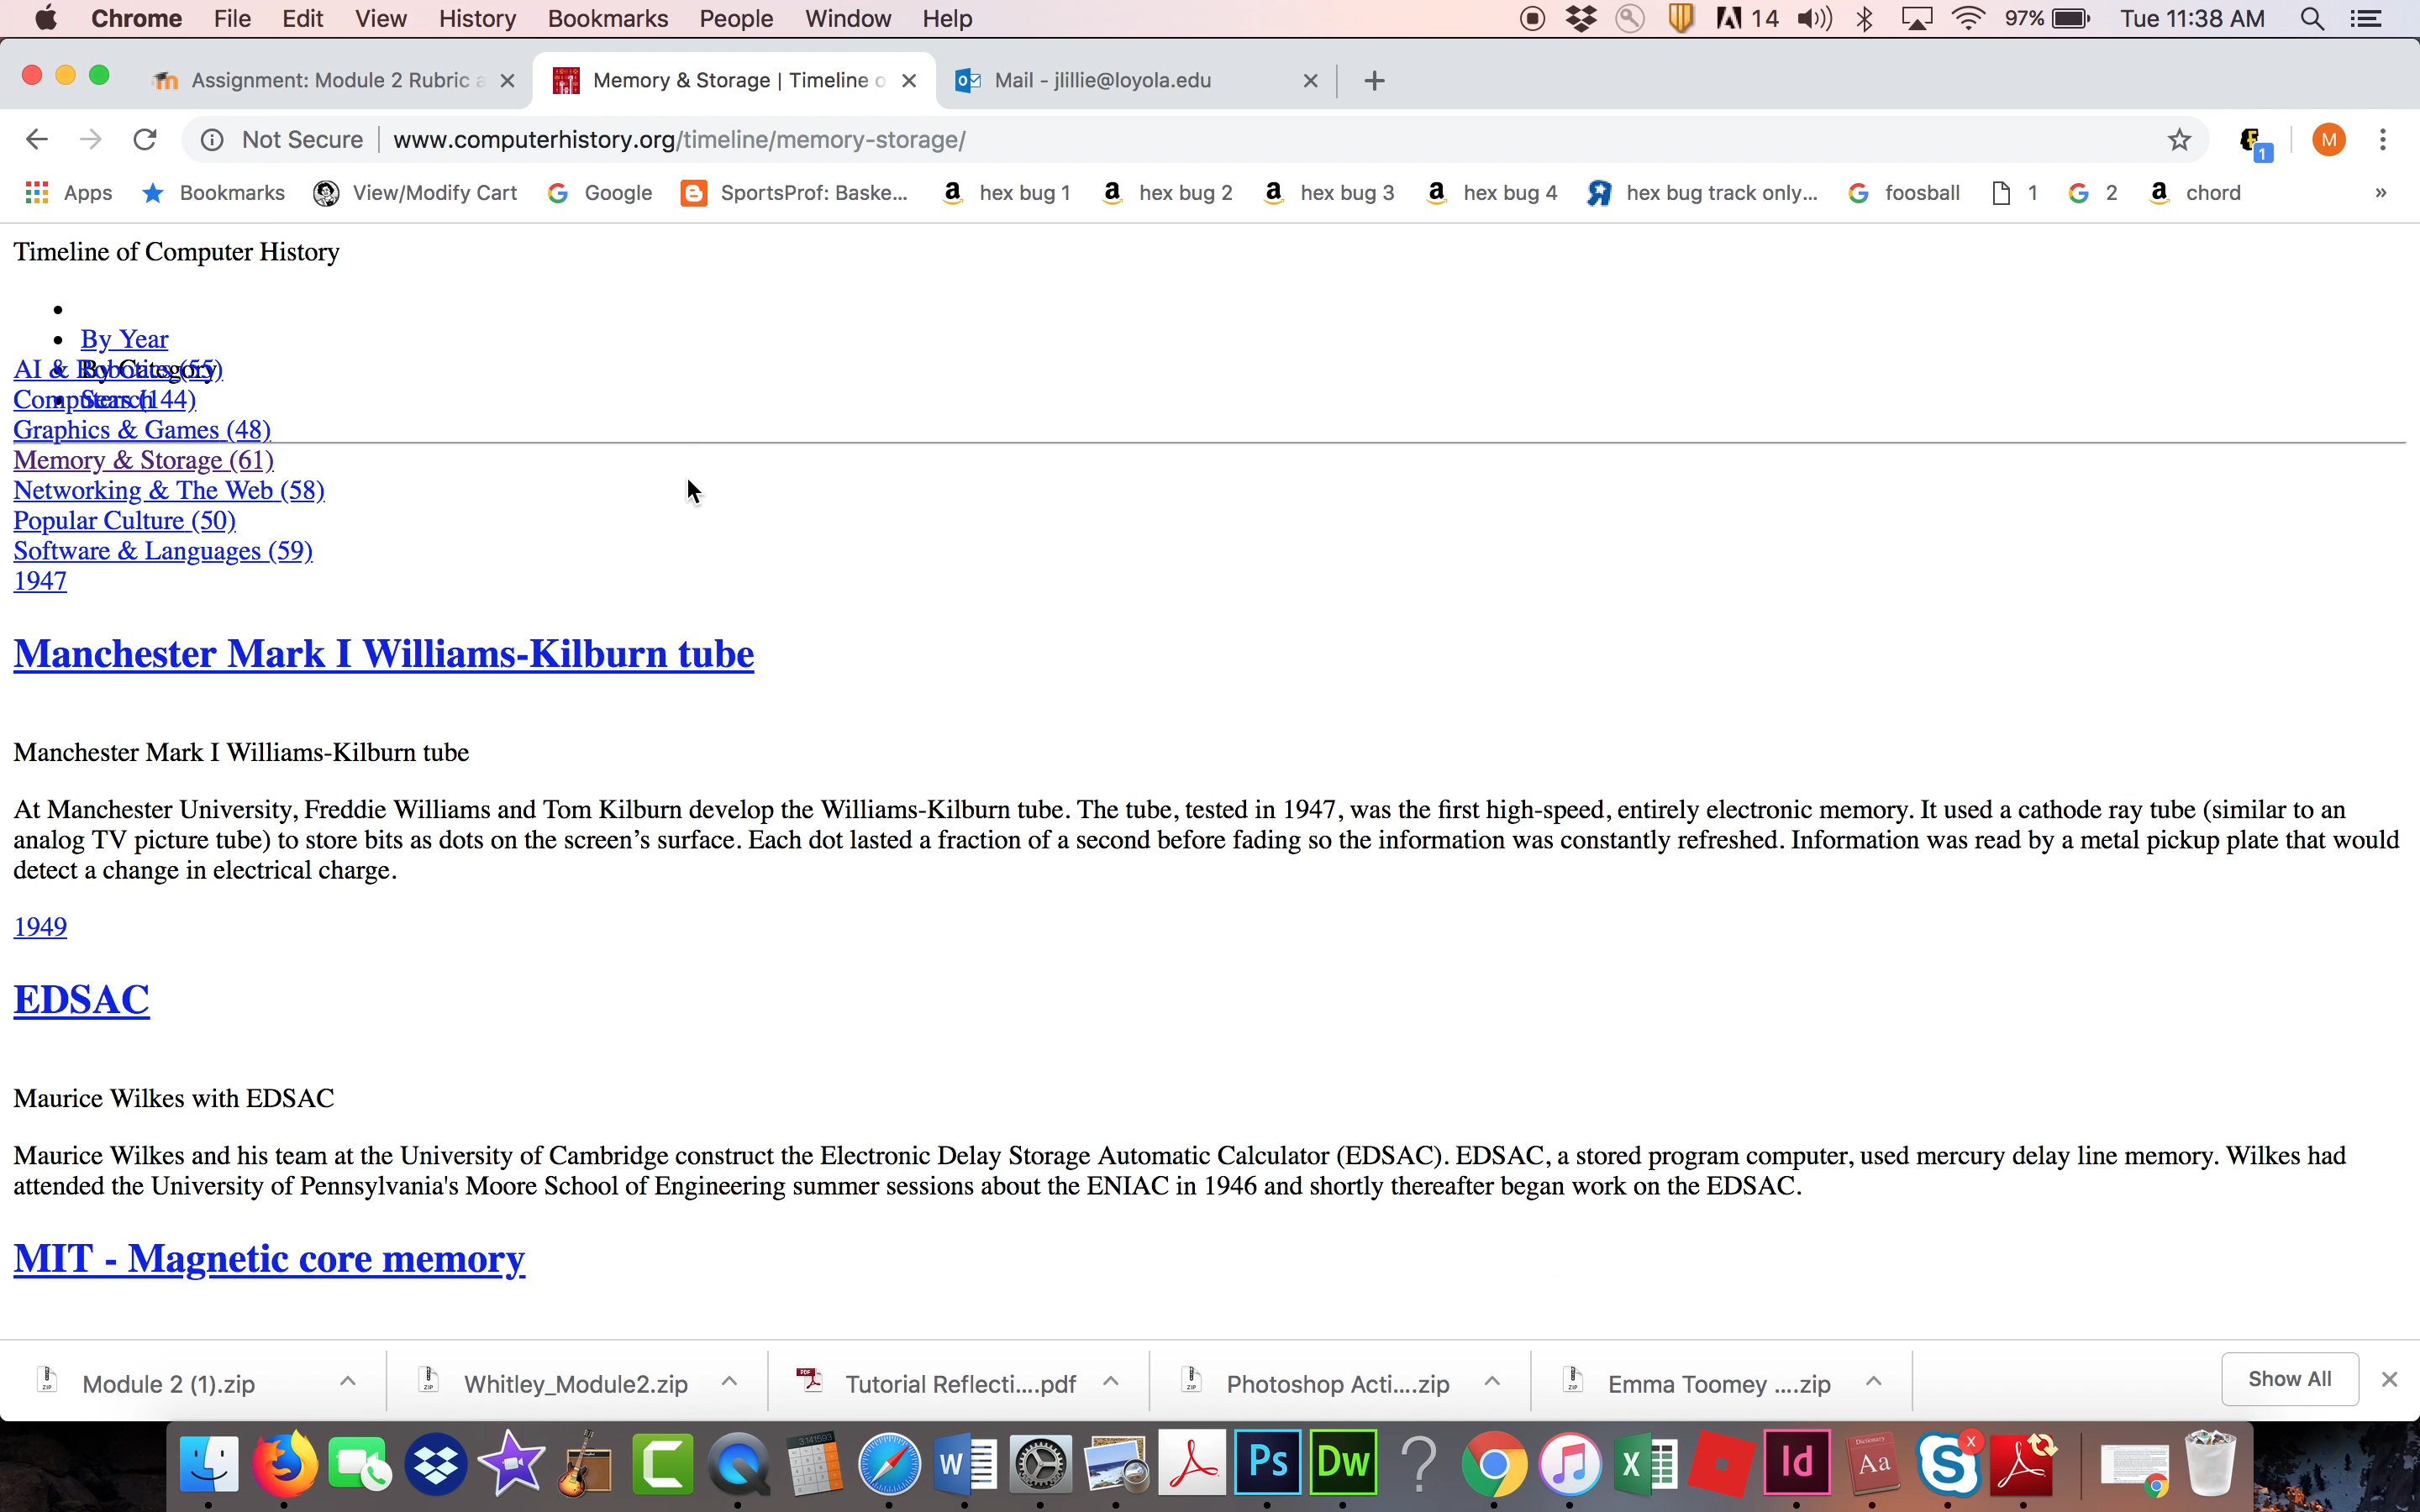 Chrome File Edit View History Bookmarks People Window Help 14 97% Tue 11:38 AM
Assignment: Module 2 Rubric a Memory & Storage | Timeline o Mail - jlillie@loyola.edu
Not Secure www.computerhistory.org/timeline/memory-storage/ 1 M
Apps Bookmarks View/Modify Cart Google SportsProf: Baske... hex bug 1 hex bug 2 hex bug 3 hex bug 4 hex bug track only... foosball 1 2 chord »
Timeline of Computer History
By Year
By Category
Search
AI & Robotics (55)
Computers (144)
Graphics & Games (48)
Memory & Storage (61)
Networking & The Web (58)
Popular Culture (50)
Software & Languages (59)
1947
Manchester Mark I Williams-Kilburn tube
Manchester Mark I Williams-Kilburn tube
At Manchester University, Freddie Williams and Tom Kilburn develop the Williams-Kilburn tube. The tube, tested in 1947, was the first high-speed, entirely electronic memory. It used a cathode ray tube (similar to an
analog TV picture tube) to store bits as dots on the screen’s surface. Each dot lasted a fraction of a second before fading so the information was constantly refreshed. Information was read by a metal pickup plate that would
detect a change in electrical charge.
1949
EDSAC
Maurice Wilkes with EDSAC
Maurice Wilkes and his team at the University of Cambridge construct the Electronic Delay Storage Automatic Calculator (EDSAC). EDSAC, a stored program computer, used mercury delay line memory. Wilkes had
attended the University of Pennsylvania's Moore School of Engineering summer sessions about the ENIAC in 1946 and shortly thereafter began work on the EDSAC.
MIT - Magnetic core memory
Module 2 (1).zip Whitley_Module2.zip Tutorial Reflecti....pdf Photoshop Acti....zip Emma Toomey ....zip Show All
3.141593 W Ps Dw ? X Id Dictionary Aa S